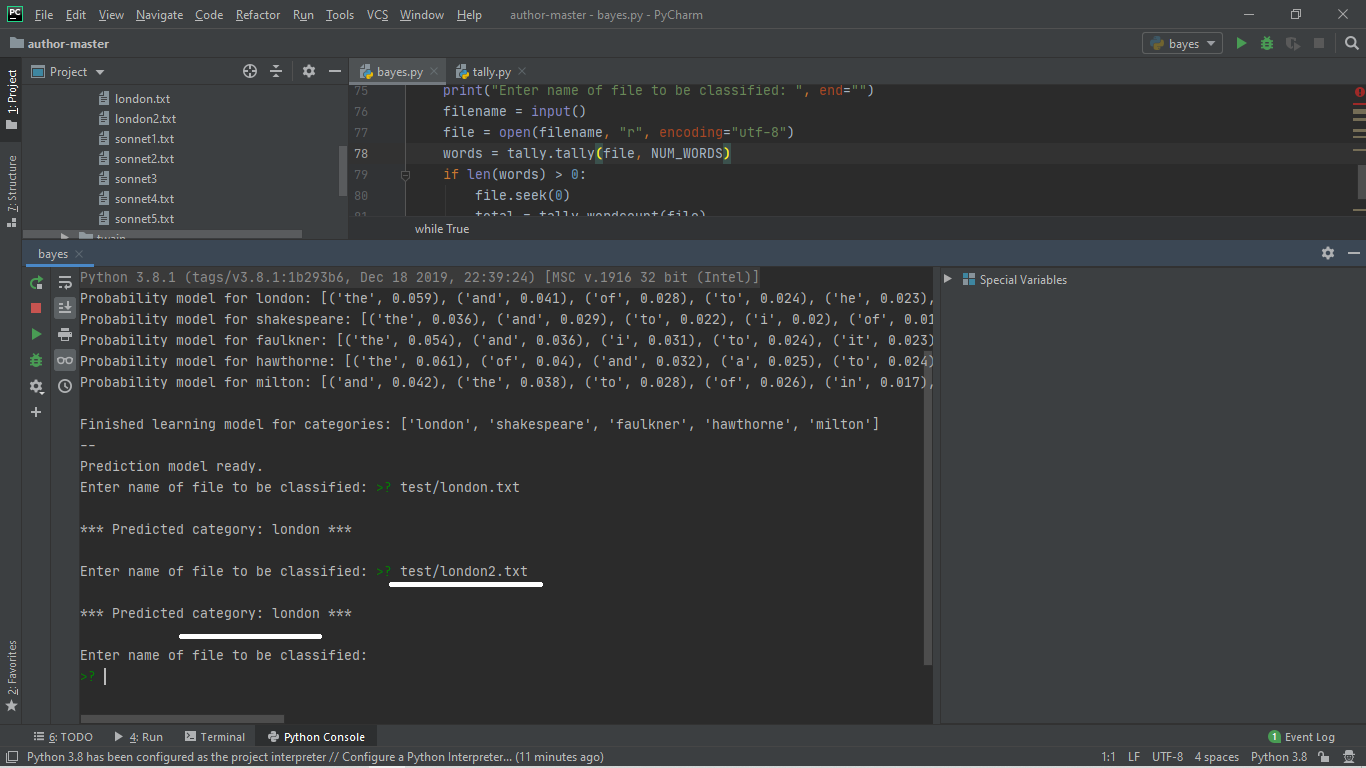 PC File Edit View Navigate Code Refactor Run Tools VCS Window Help author-master - bayes.py - PyCharm
author-master bayes
1: Project
7: Structure
2: Favorites
Project
london.txt
london2.txt
sonnet1.txt
sonnet2.txt
sonnet3
sonnet4.txt
sonnet5.txt
twain
bayes.py tally.py
75 print("Enter name of file to be classified: ", end="")
76 filename = input()
77 file = open(filename, "r", encoding="utf-8")
78 words = tally.tally(file, NUM_WORDS)
79 if len(words) > 0:
80 file.seek(0)
81 total = tally.wordcount(file)
while True
bayes
Python 3.8.1 (tags/v3.8.1:1b293b6, Dec 18 2019, 22:39:24) [MSC v.1916 32 bit (Intel)]
Probability model for london: [('the', 0.059), ('and', 0.041), ('of', 0.028), ('to', 0.024), ('he', 0.023),
Probability model for shakespeare: [('the', 0.036), ('and', 0.029), ('to', 0.022), ('i', 0.02), ('of', 0.01
Probability model for faulkner: [('the', 0.054), ('and', 0.036), ('i', 0.031), ('to', 0.024), ('it', 0.023)
Probability model for hawthorne: [('the', 0.061), ('of', 0.04), ('and', 0.032), ('a', 0.025), ('to', 0.024)
Probability model for milton: [('and', 0.042), ('the', 0.038), ('to', 0.028), ('of', 0.026), ('in', 0.017),
Finished learning model for categories: ['london', 'shakespeare', 'faulkner', 'hawthorne', 'milton']
--
Prediction model ready.
Enter name of file to be classified: >? test/london.txt
*** Predicted category: london ***
Enter name of file to be classified: >? test/london2.txt
*** Predicted category: london ***
Enter name of file to be classified:
>?
Special Variables
6: TODO 4: Run Terminal Python Console 1 Event Log
Python 3.8 has been configured as the project interpreter // Configure a Python Interpreter... (11 minutes ago) 1:1 LF UTF-8 4 spaces Python 3.8